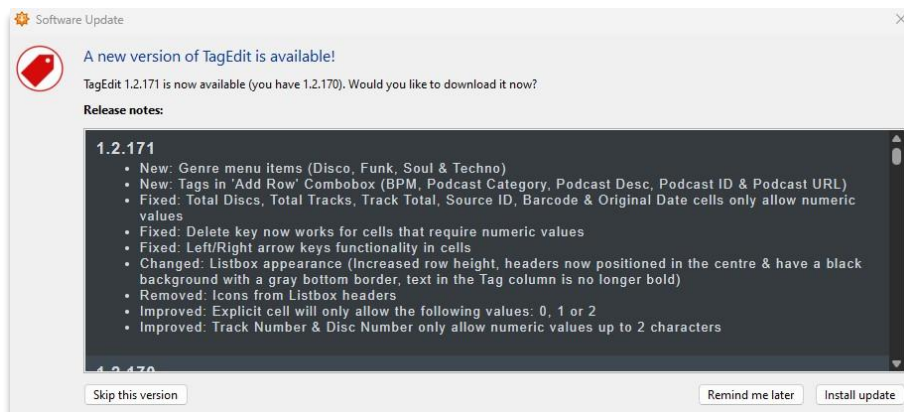 Software Update
A new version of TagEdit is available!
TagEdit 1.2.171 is now available (you have 1.2.170). Would you like to download it now?
Release notes:
1.2.171
• New: Genre menu items (Disco, Funk, Soul & Techno)
• New: Tags in 'Add Row' Combobox (BPM, Podcast Category, Podcast Desc, Podcast ID & Podcast URL)
• Fixed: Total Discs, Total Tracks, Track Total, Source ID, Barcode & Original Date cells only allow numeric
values
• Fixed: Delete key now works for cells that require numeric values
• Fixed: Left/Right arrow keys functionality in cells
• Changed: Listbox appearance (Increased row height, headers now positioned in the centre & have a black
background with a gray bottom border, text in the Tag column is no longer bold)
• Removed: Icons from Listbox headers
• Improved: Explicit cell will only allow the following values: 0, 1 or 2
• Improved: Track Number & Disc Number only allow numeric values up to 2 characters
1.2.170
Skip this version
Remind me later
Install update